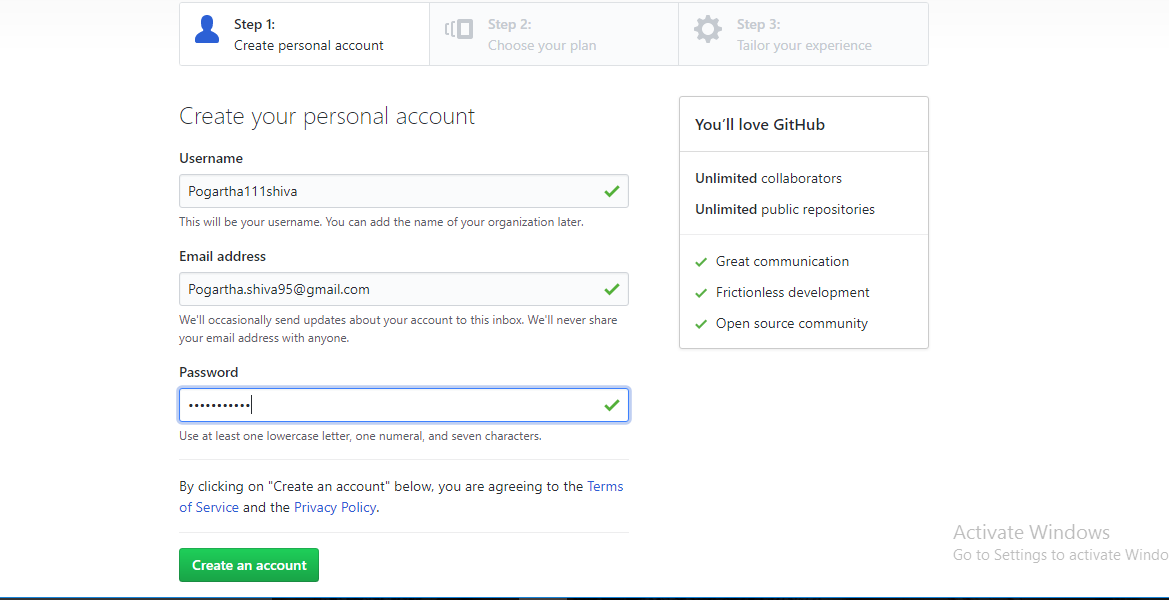 Step 1:
Create personal account
Step 2:
Choose your plan
Step 3:
Tailor your experience
Create your personal account
Username
Pogartha111shiva
This will be your username. You can add the name of your organization later.
Email address
Pogartha.shiva95@gmail.com
We'll occasionally send updates about your account to this inbox. We'll never share
your email address with anyone.
Password
•••••••••••
Use at least one lowercase letter, one numeral, and seven characters.
By clicking on "Create an account" below, you are agreeing to the Terms
of Service and the Privacy Policy.
Create an account
You’ll love GitHub
Unlimited collaborators
Unlimited public repositories
Great communication
Frictionless development
Open source community
Activate Windows
Go to Settings to activate Windo